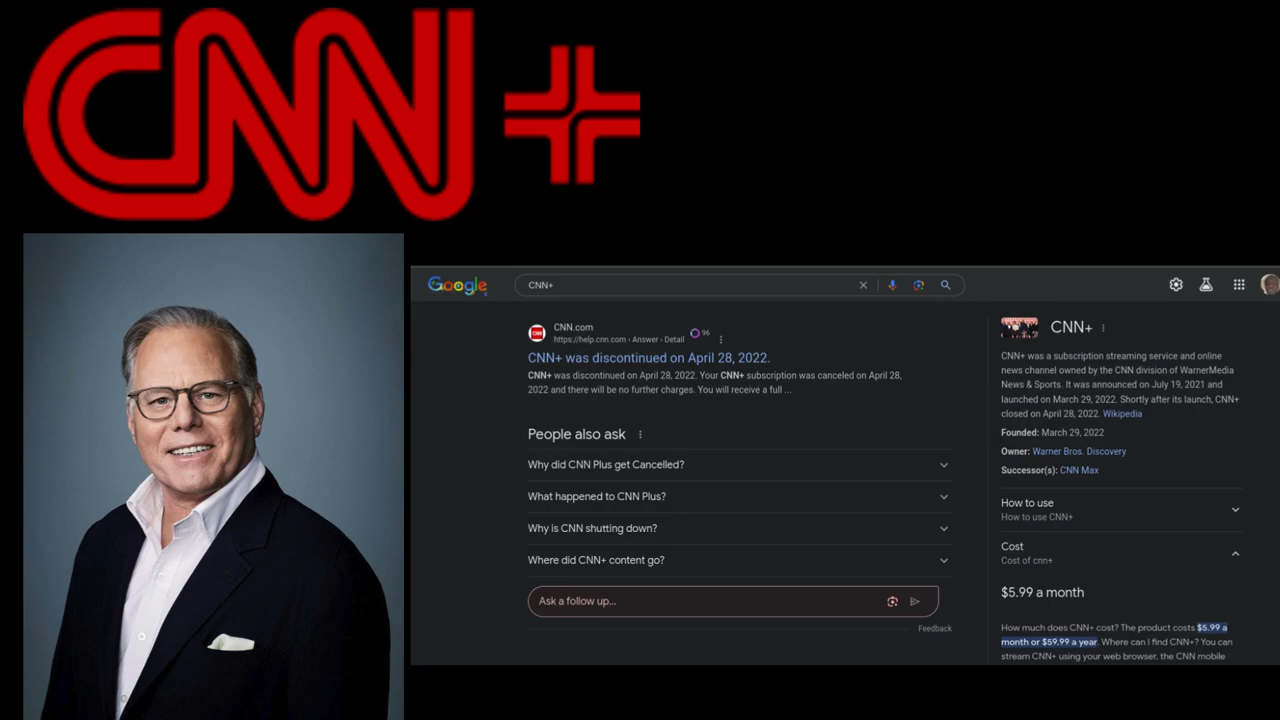 CNN+
Google
CNN+
CNN.com
https://help.cnn.com › Answer › Detail
96
CNN+ was discontinued on April 28, 2022.
CNN+ was discontinued on April 28, 2022. Your CNN+ subscription was canceled on April 28,
2022 and there will be no further charges. You will receive a full ...
People also ask
Why did CNN Plus get Cancelled?
What happened to CNN Plus?
Why is CNN shutting down?
Where did CNN+ content go?
Ask a follow up...
Feedback
CNN+
CNN+ was a subscription streaming service and online
news channel owned by the CNN division of WarnerMedia
News & Sports. It was announced on July 19, 2021 and
launched on March 29, 2022. Shortly after its launch, CNN+
closed on April 28, 2022. Wikipedia
Founded: March 29, 2022
Owner: Warner Bros. Discovery
Successor(s): CNN Max
How to use
How to use CNN+
Cost
Cost of cnn+
$5.99 a month
How much does CNN+ cost? The product costs $5.99 a
month or $59.99 a year. Where can I find CNN+? You can
stream CNN+ using your web browser, the CNN mobile